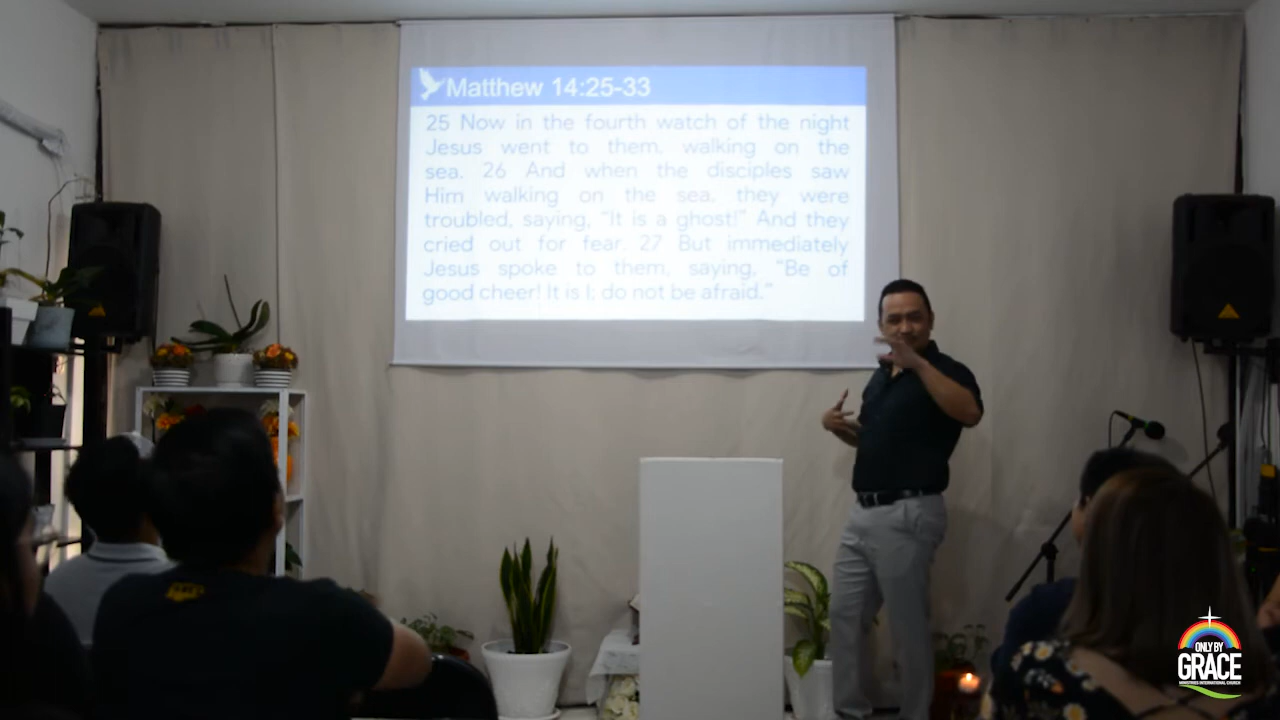 Matthew 14:25-33
25 Now in the fourth watch of the night
Jesus went to them, walking on the
sea. 26 And when the disciples saw
Him walking on the sea, they were
troubled, saying, "It is a ghost!" And they
cried out for fear. 27 But immediately
Jesus spoke to them, saying, "Be of
good cheer! It is I; do not be afraid."
ONLY BY
GRACE
MINISTRIES INTERNATIONAL CHURCH